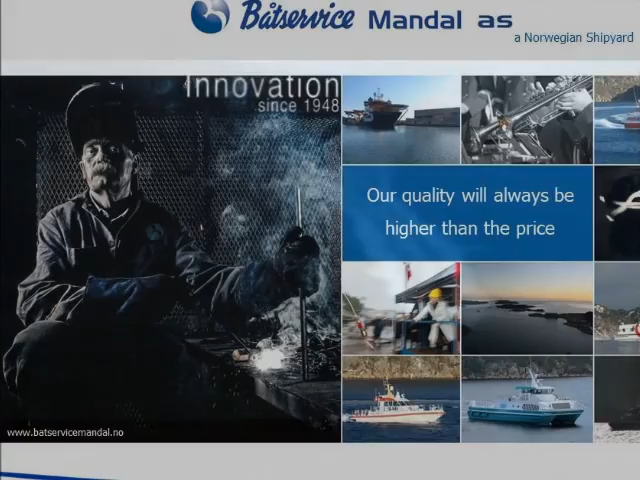 Båtservice Mandal as
a Norwegian Shipyard
Innovation
since 1948
Our quality will always be
higher than the price
www.batservicemandal.no